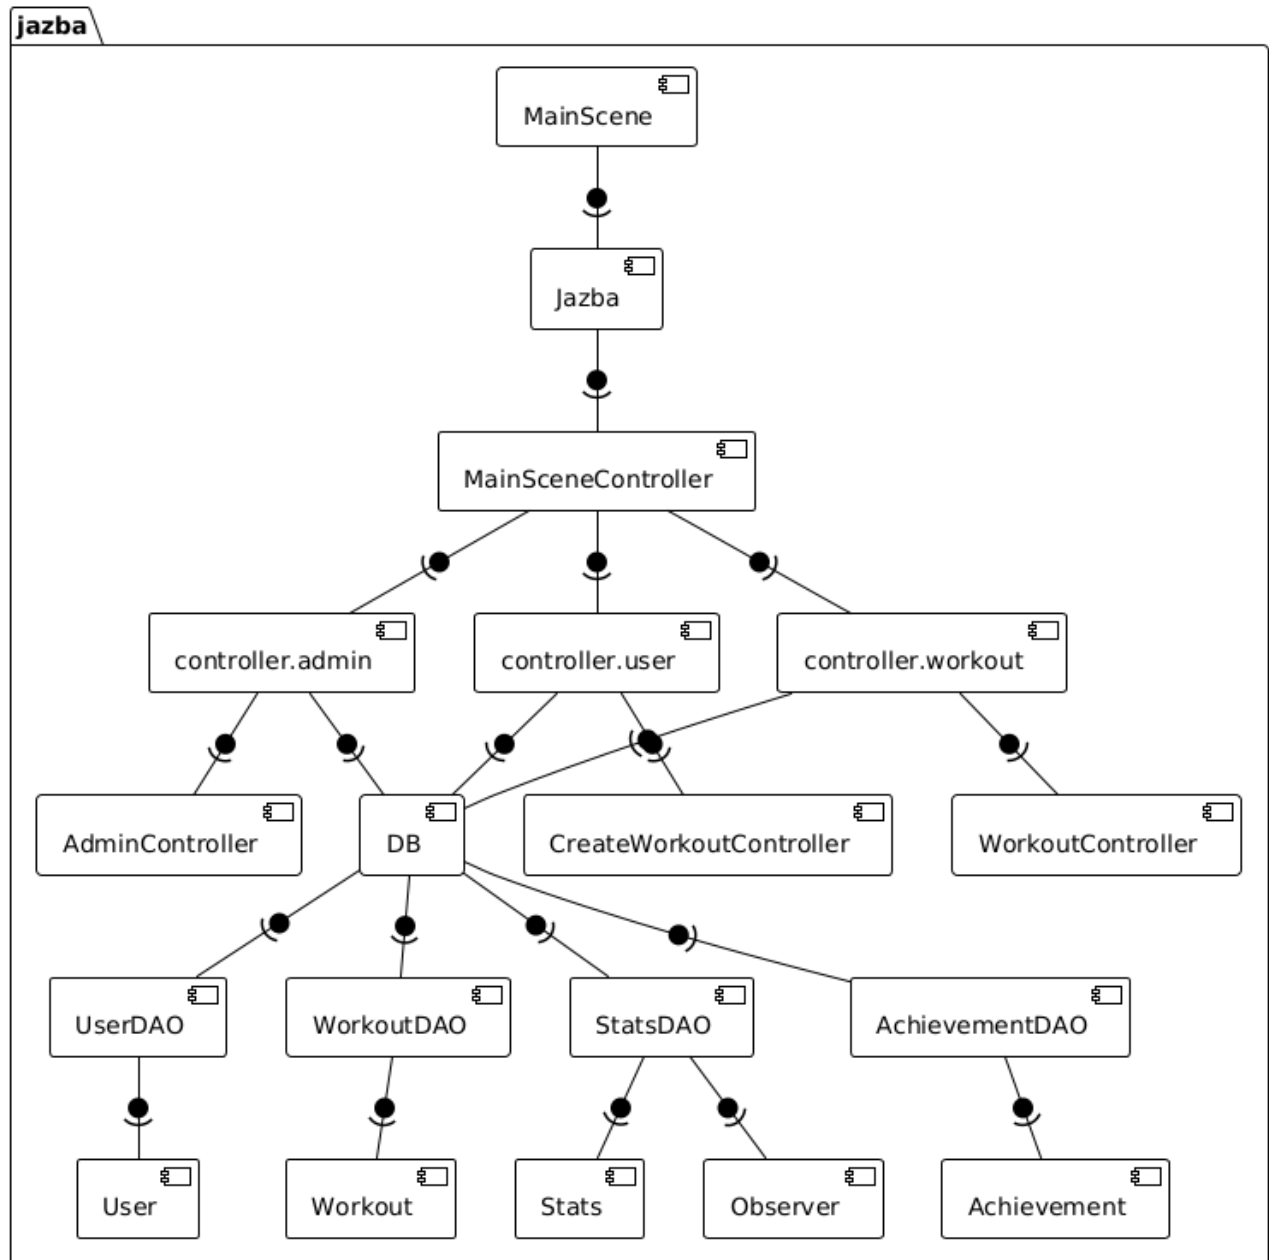 jazba
MainScene
Jazba
MainSceneController
controller.admin
controller.user
controller.workout
AdminController
DB
CreateWorkoutController
WorkoutController
UserDAO
WorkoutDAO
StatsDAO
AchievementDAO
User
Workout
Stats
Observer
Achievement